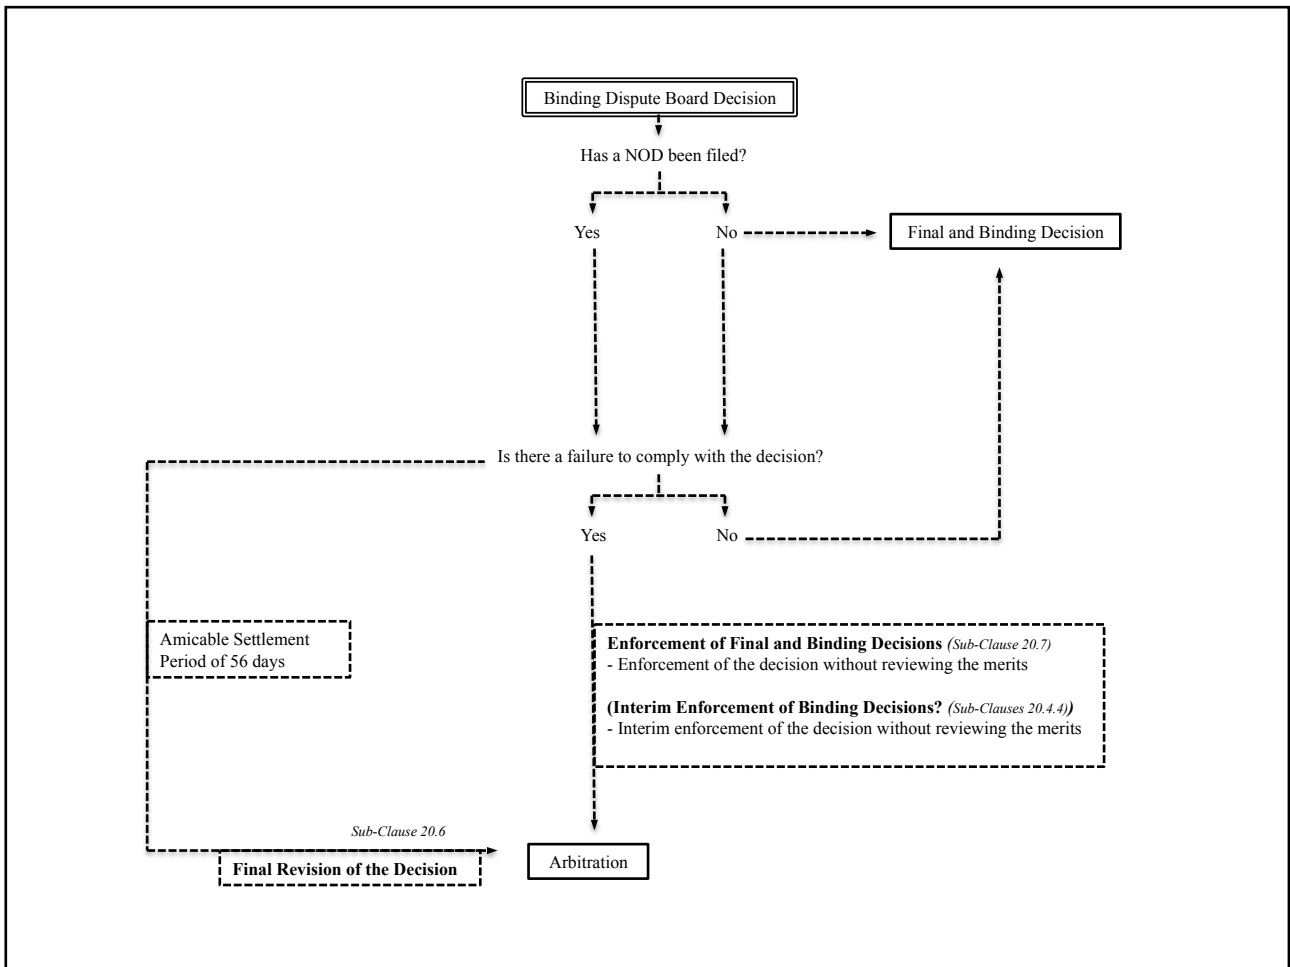 Binding Dispute Board Decision
Has a NOD been filed?
Yes
No
Final and Binding Decision
Is there a failure to comply with the decision?
Yes
No
Amicable Settlement
Period of 56 days
Enforcement of Final and Binding Decisions (Sub-Clause 20.7)
- Enforcement of the decision without reviewing the merits
(Interim Enforcement of Binding Decisions? (Sub-Clauses 20.4.4))
- Interim enforcement of the decision without reviewing the merits
Sub-Clause 20.6
Final Revision of the Decision
Arbitration